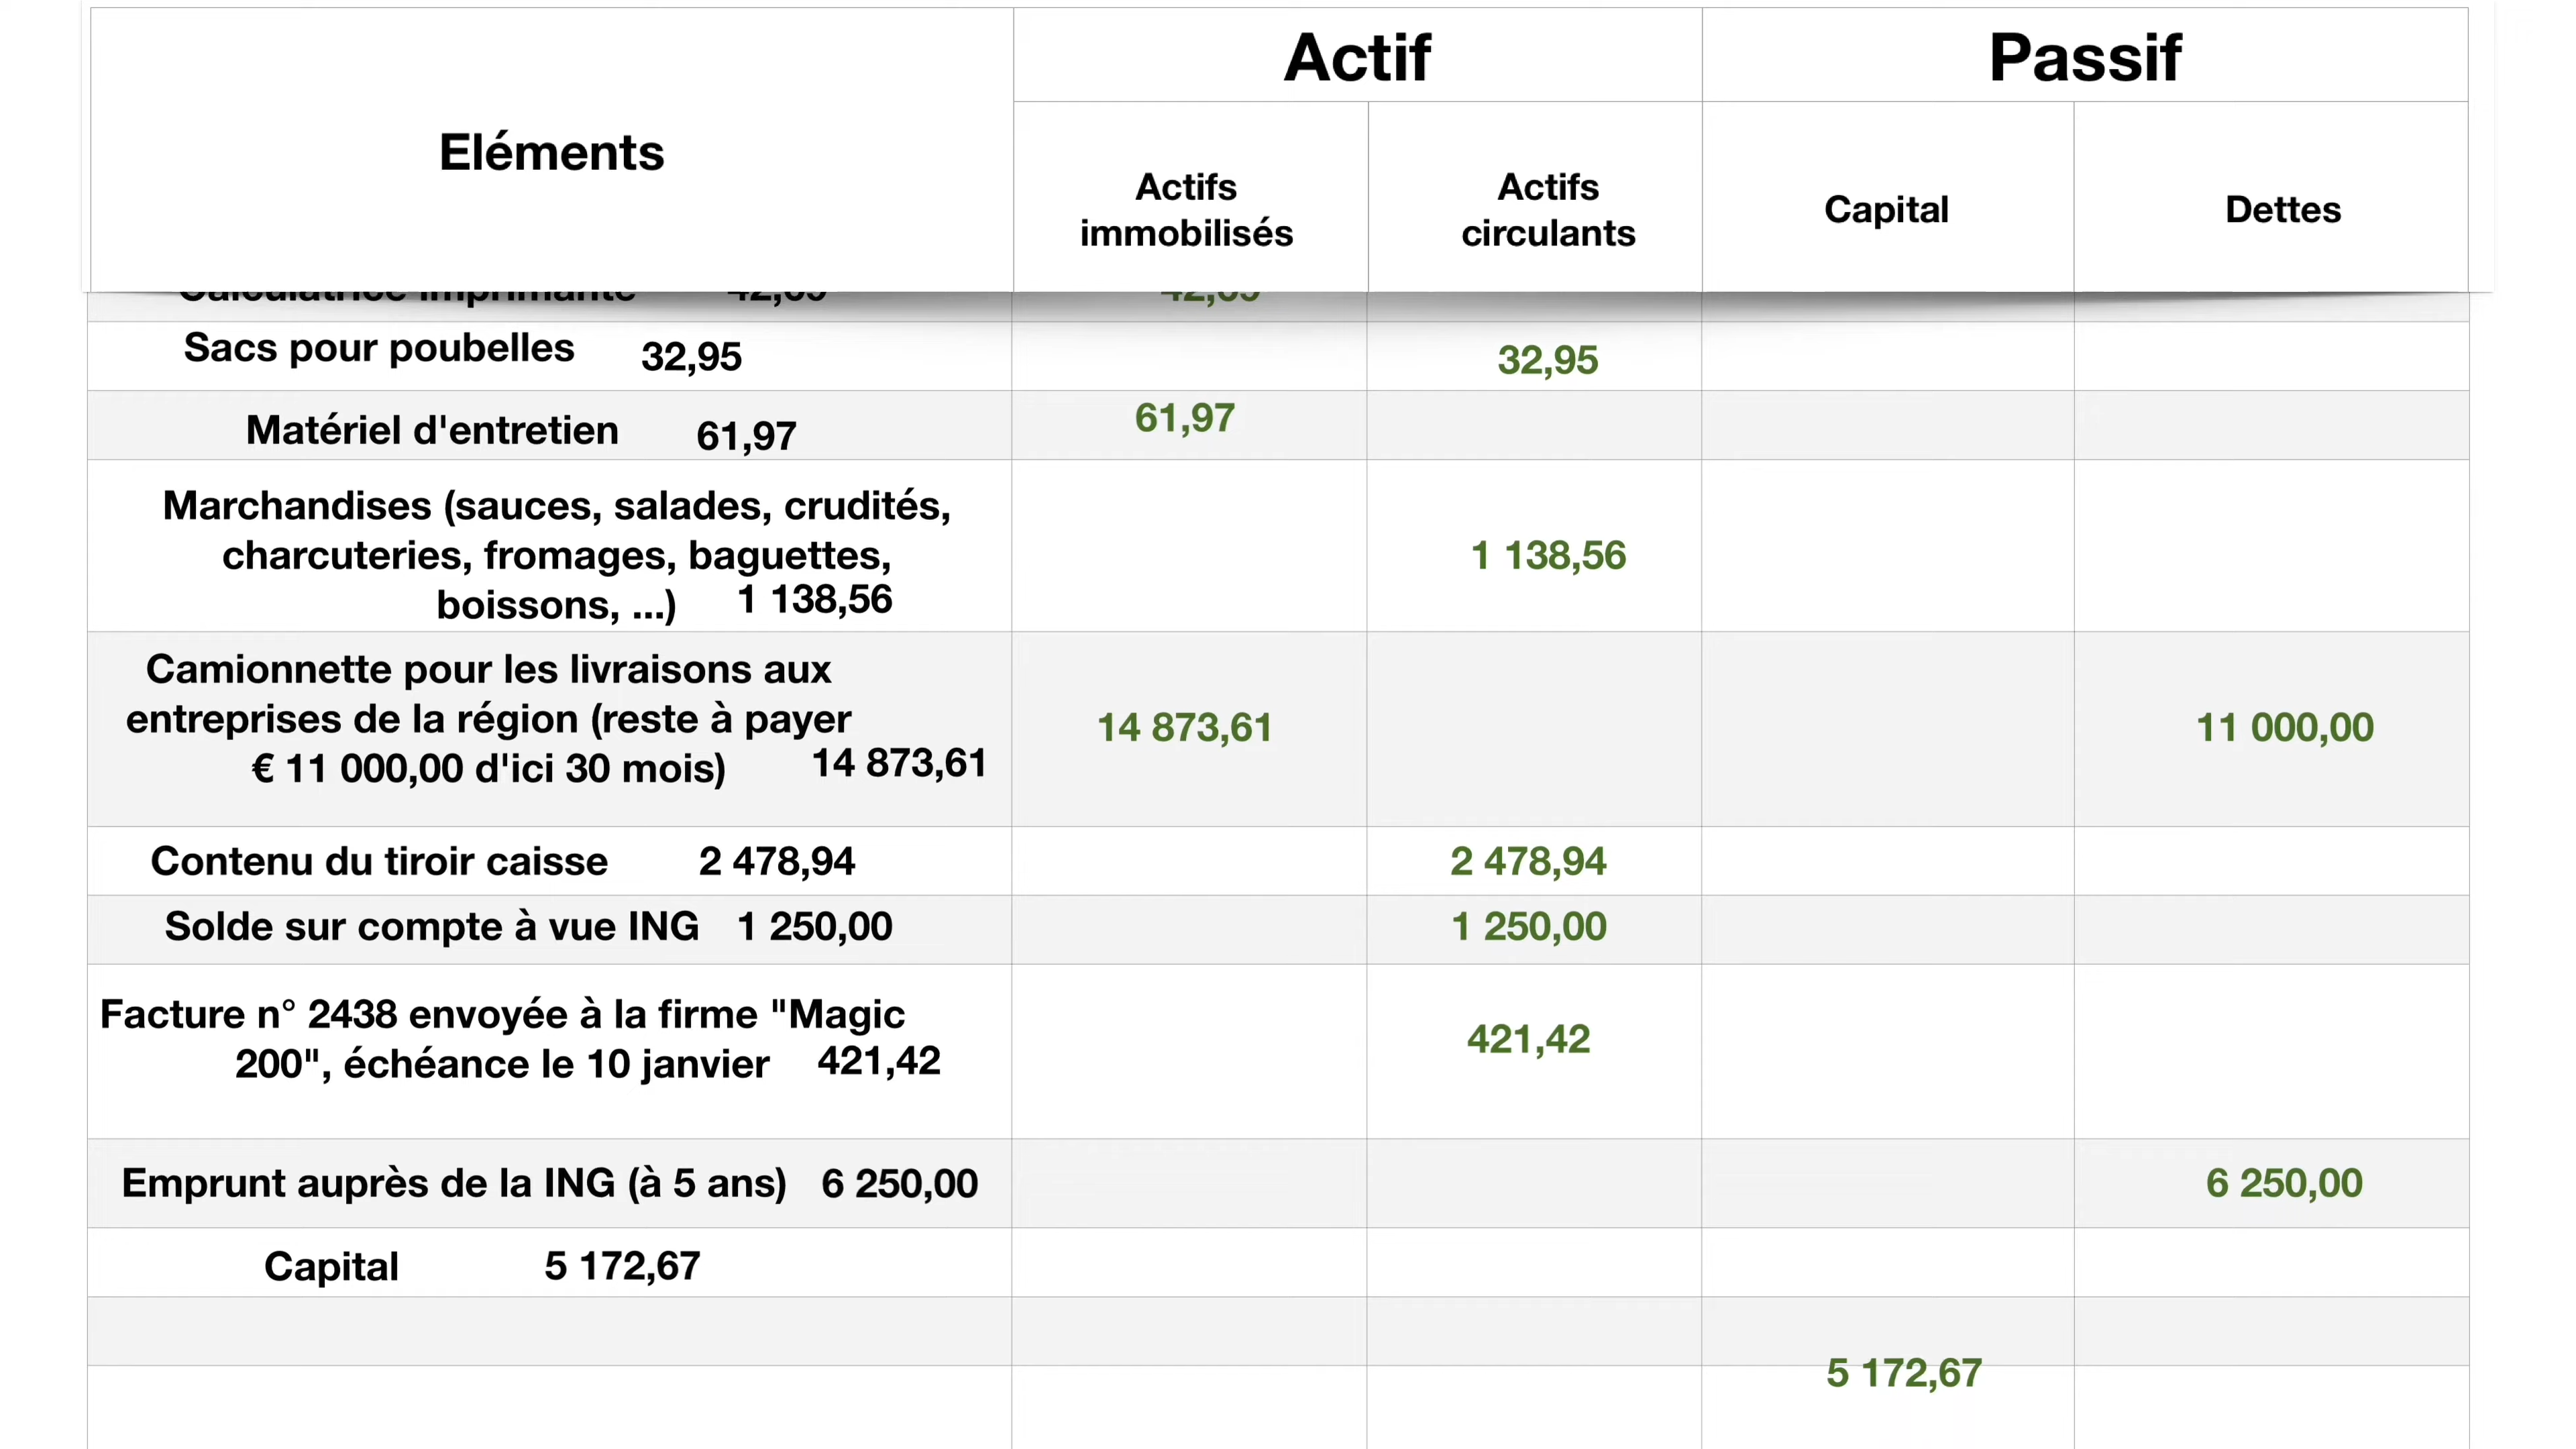 Eléments
Actif
Passif
Actifs
immobilisés
Actifs
circulants
Capital
Dettes
Calculatrice imprimante
Sacs pour poubelles 32,95 32,95
Matériel d'entretien 61,97 61,97
Marchandises (sauces, salades, crudités,
charcuteries, fromages, baguettes,
boissons, ...) 1 138,56
1 138,56
Camionnette pour les livraisons aux
entreprises de la région (reste à payer
€ 11 000,00 d'ici 30 mois) 14 873,61
14 873,61 11 000,00
Contenu du tiroir caisse 2 478,94 2 478,94
Solde sur compte à vue ING 1 250,00 1 250,00
Facture n° 2438 envoyée à la firme "Magic
200", échéance le 10 janvier 421,42
421,42
Emprunt auprès de la ING (à 5 ans) 6 250,00 6 250,00
Capital 5 172,67
5 172,67